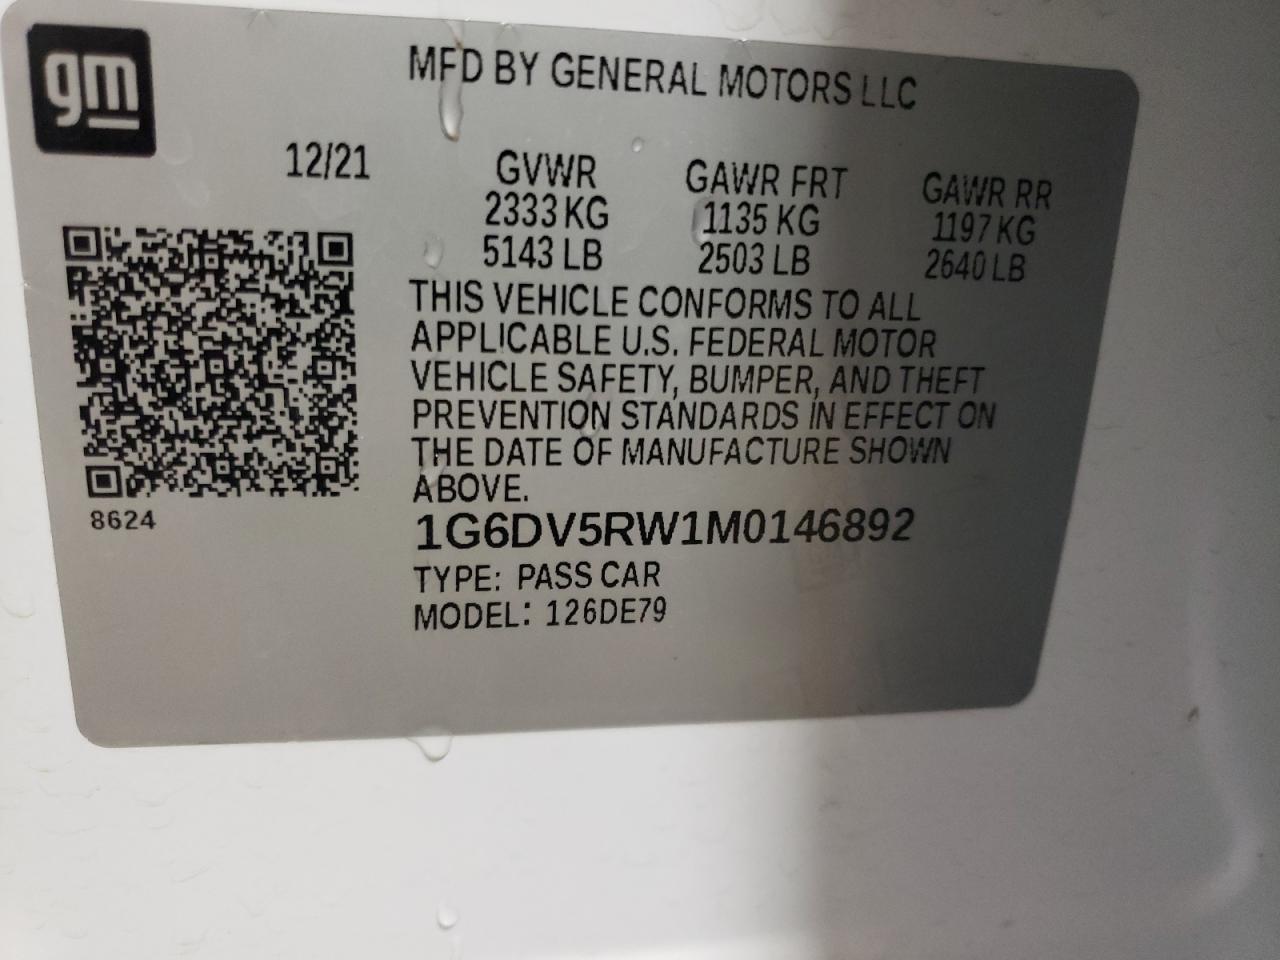 gm
MFD BY GENERAL MOTORS LLC
12/21
GVWR
2333 KG
5143 LB
GAWR FRT
1135 KG
2503 LB
GAWR RR
1197 KG
2640 LB
THIS VEHICLE CONFORMS TO ALL
APPLICABLE U.S. FEDERAL MOTOR
VEHICLE SAFETY, BUMPER, AND THEFT
PREVENTION STANDARDS IN EFFECT ON
THE DATE OF MANUFACTURE SHOWN
ABOVE.
8624
1G6DV5RW1M0146892
TYPE: PASS CAR
MODEL: 126DE79